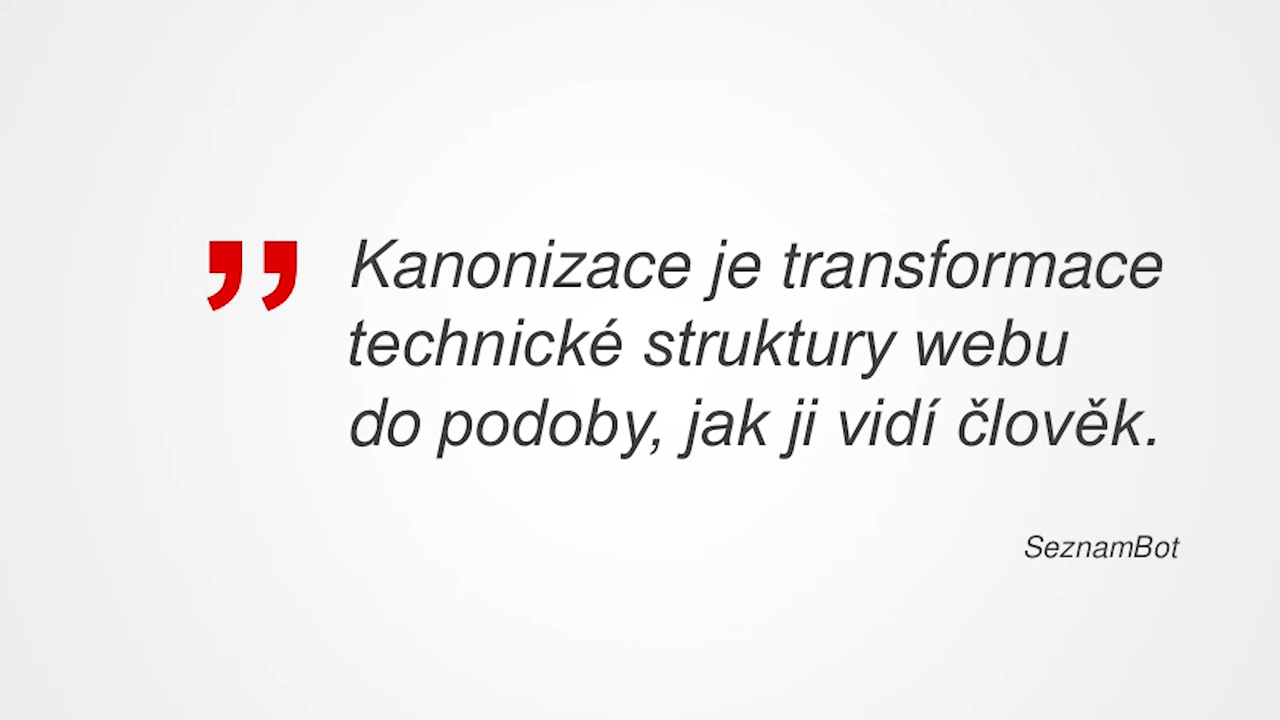 ” Kanonizace je transformace
technické struktury webu
do podoby, jak ji vidí člověk.
SeznamBot